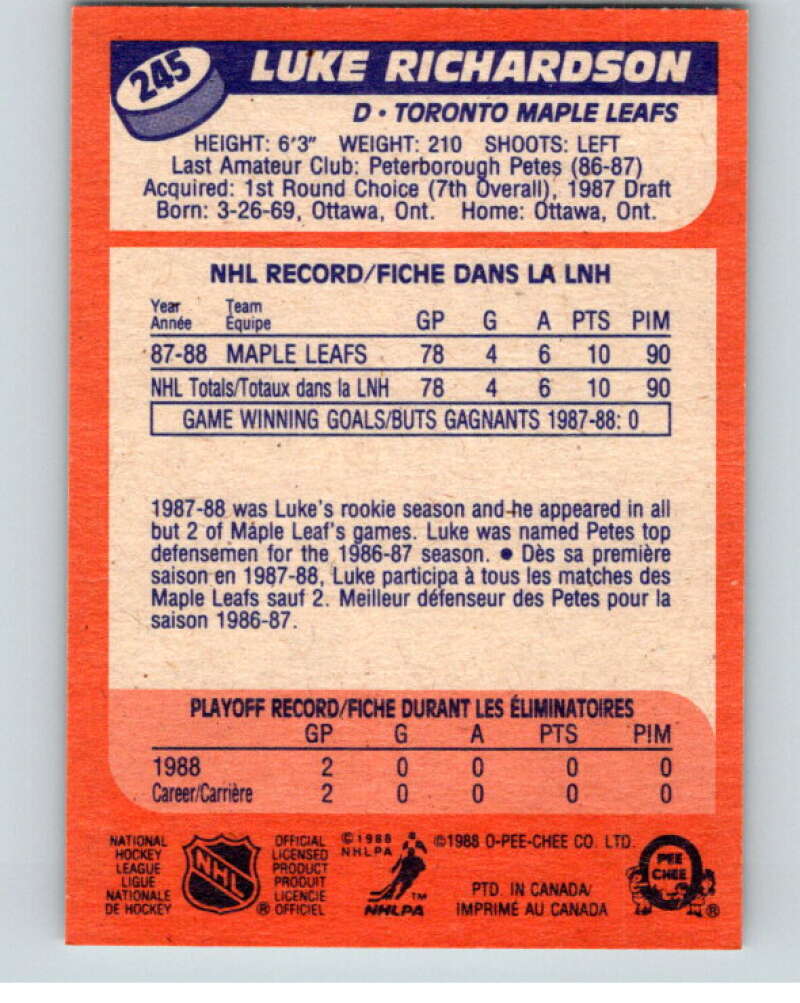 245
LUKE RICHARDSON
D • TORONTO MAPLE LEAFS
HEIGHT: 6'3" WEIGHT: 210 SHOOTS: LEFT
Last Amateur Club: Peterborough Petes (86-87)
Acquired: 1st Round Choice (7th Overall), 1987 Draft
Born: 3-26-69, Ottawa, Ont. Home: Ottawa, Ont.
NHL RECORD/FICHE DANS LA LNH
Year Team
Année Équipe GP G A PTS PIM
87-88 MAPLE LEAFS 78 4 6 10 90
NHL Totals/Totaux dans la LNH 78 4 6 10 90
GAME WINNING GOALS/BUTS GAGNANTS 1987-88: 0
1987-88 was Luke's rookie season and he appeared in all
but 2 of Maple Leaf's games. Luke was named Petes top
defensemen for the 1986-87 season. • Dès sa première
saison en 1987-88, Luke participa à tous les matches des
Maple Leafs sauf 2. Meilleur défenseur des Petes pour la
saison 1986-87.
PLAYOFF RECORD/FICHE DURANT LES ÉLIMINATOIRES
GP G A PTS PIM
1988 2 0 0 0 0
Career/Carrière 2 0 0 0 0
NATIONAL
HOCKEY
LEAGUE
LIGUE
NATIONALE
DE HOCKEY
NHL
®
OFFICIAL
LICENSED
PRODUCT
PRODUIT
LICENCIÉ
OFFICIEL
©1988
NHLPA
™
NHLPA
©1988 O-PEE-CHEE CO. LTD.
PTD. IN CANADA/
IMPRIMÉ AU CANADA
PEE
CHEE
®